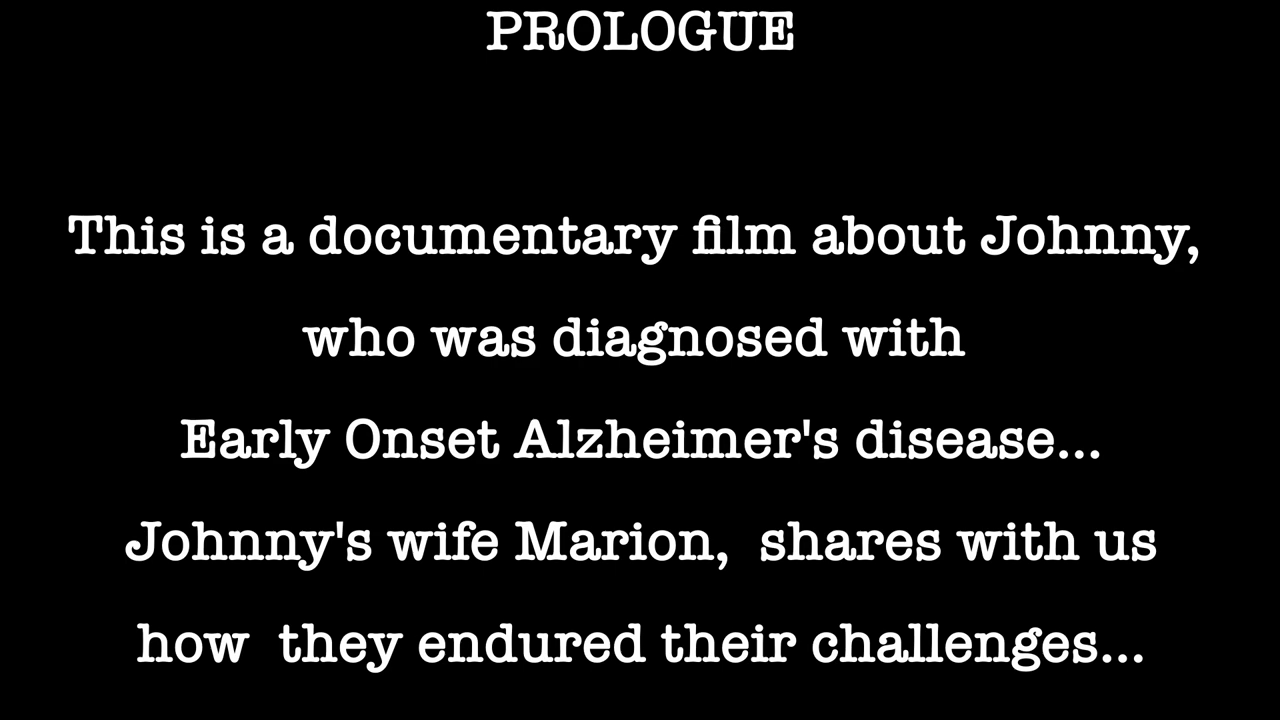 PROLOGUE
This is a documentary film about Johnny,
who was diagnosed with
Early Onset Alzheimer's disease...
Johnny's wife Marion,  shares with us
how  they endured their challenges...